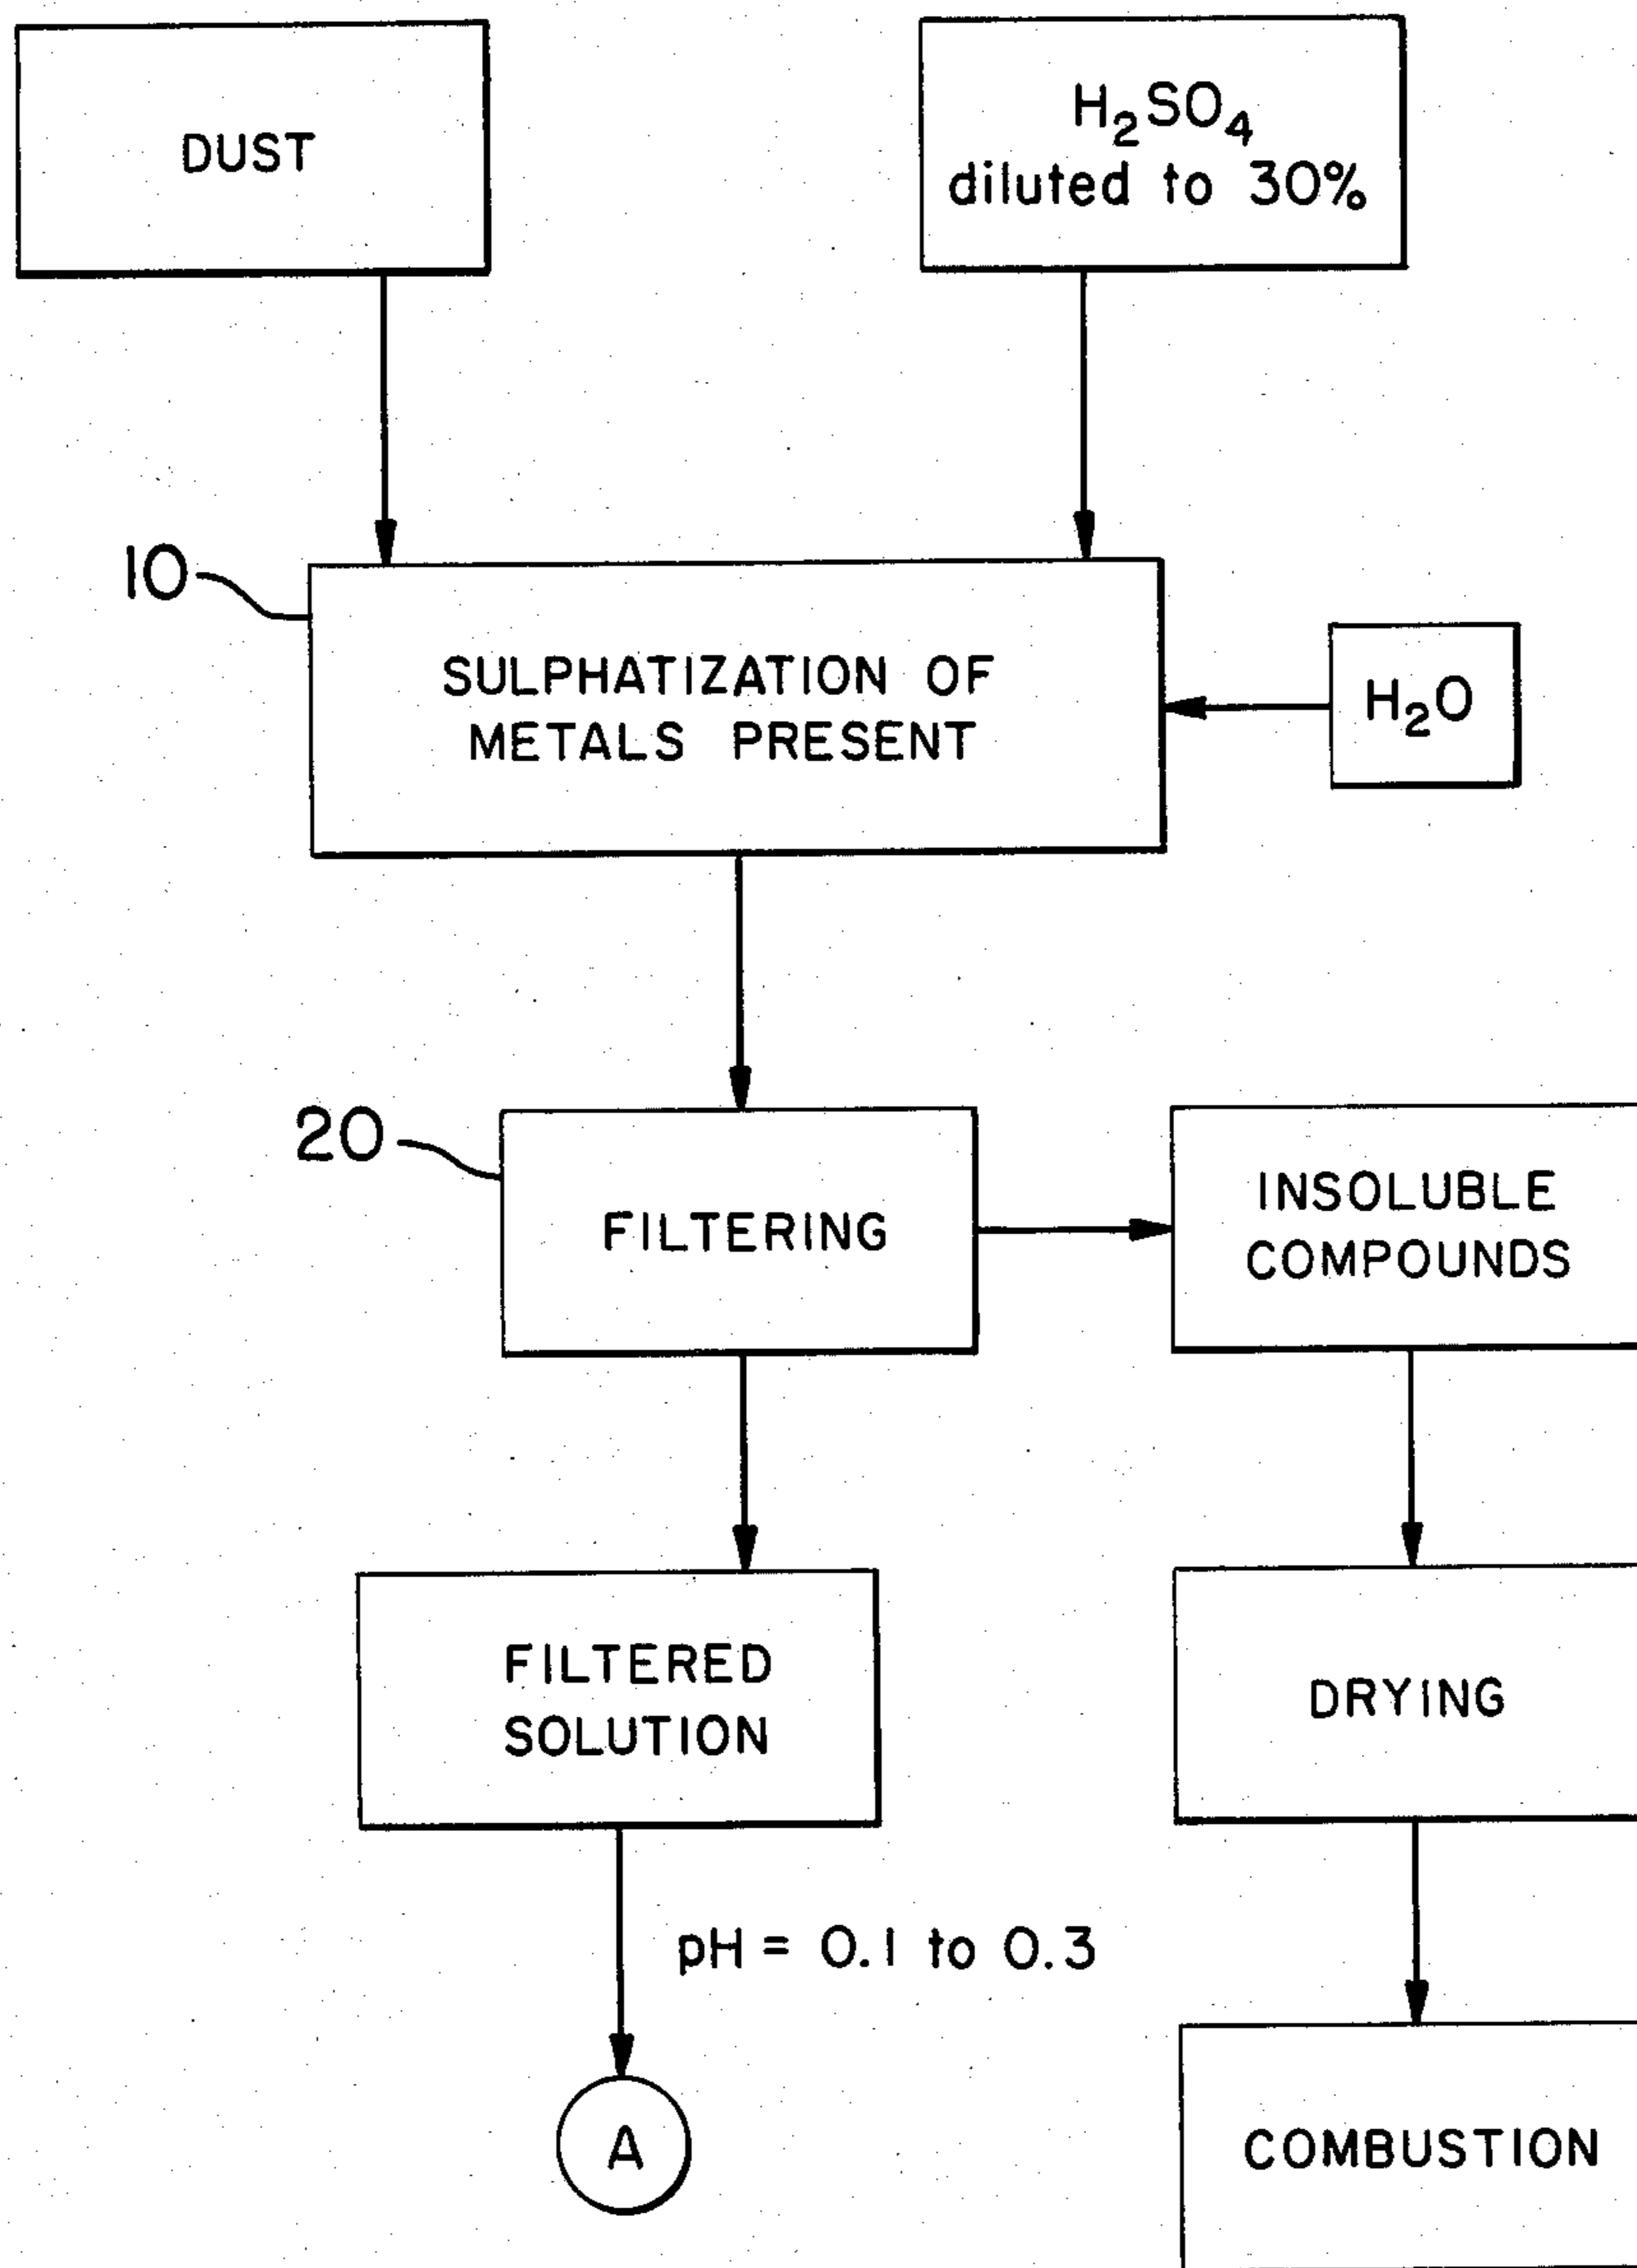 DUST
H₂SO₄
diluted to 30%
10
SULPHATIZATION OF
METALS PRESENT
H₂O
20
FILTERING
INSOLUBLE
COMPOUNDS
FILTERED
SOLUTION
DRYING
pH = 0.1 to 0.3
A
COMBUSTION